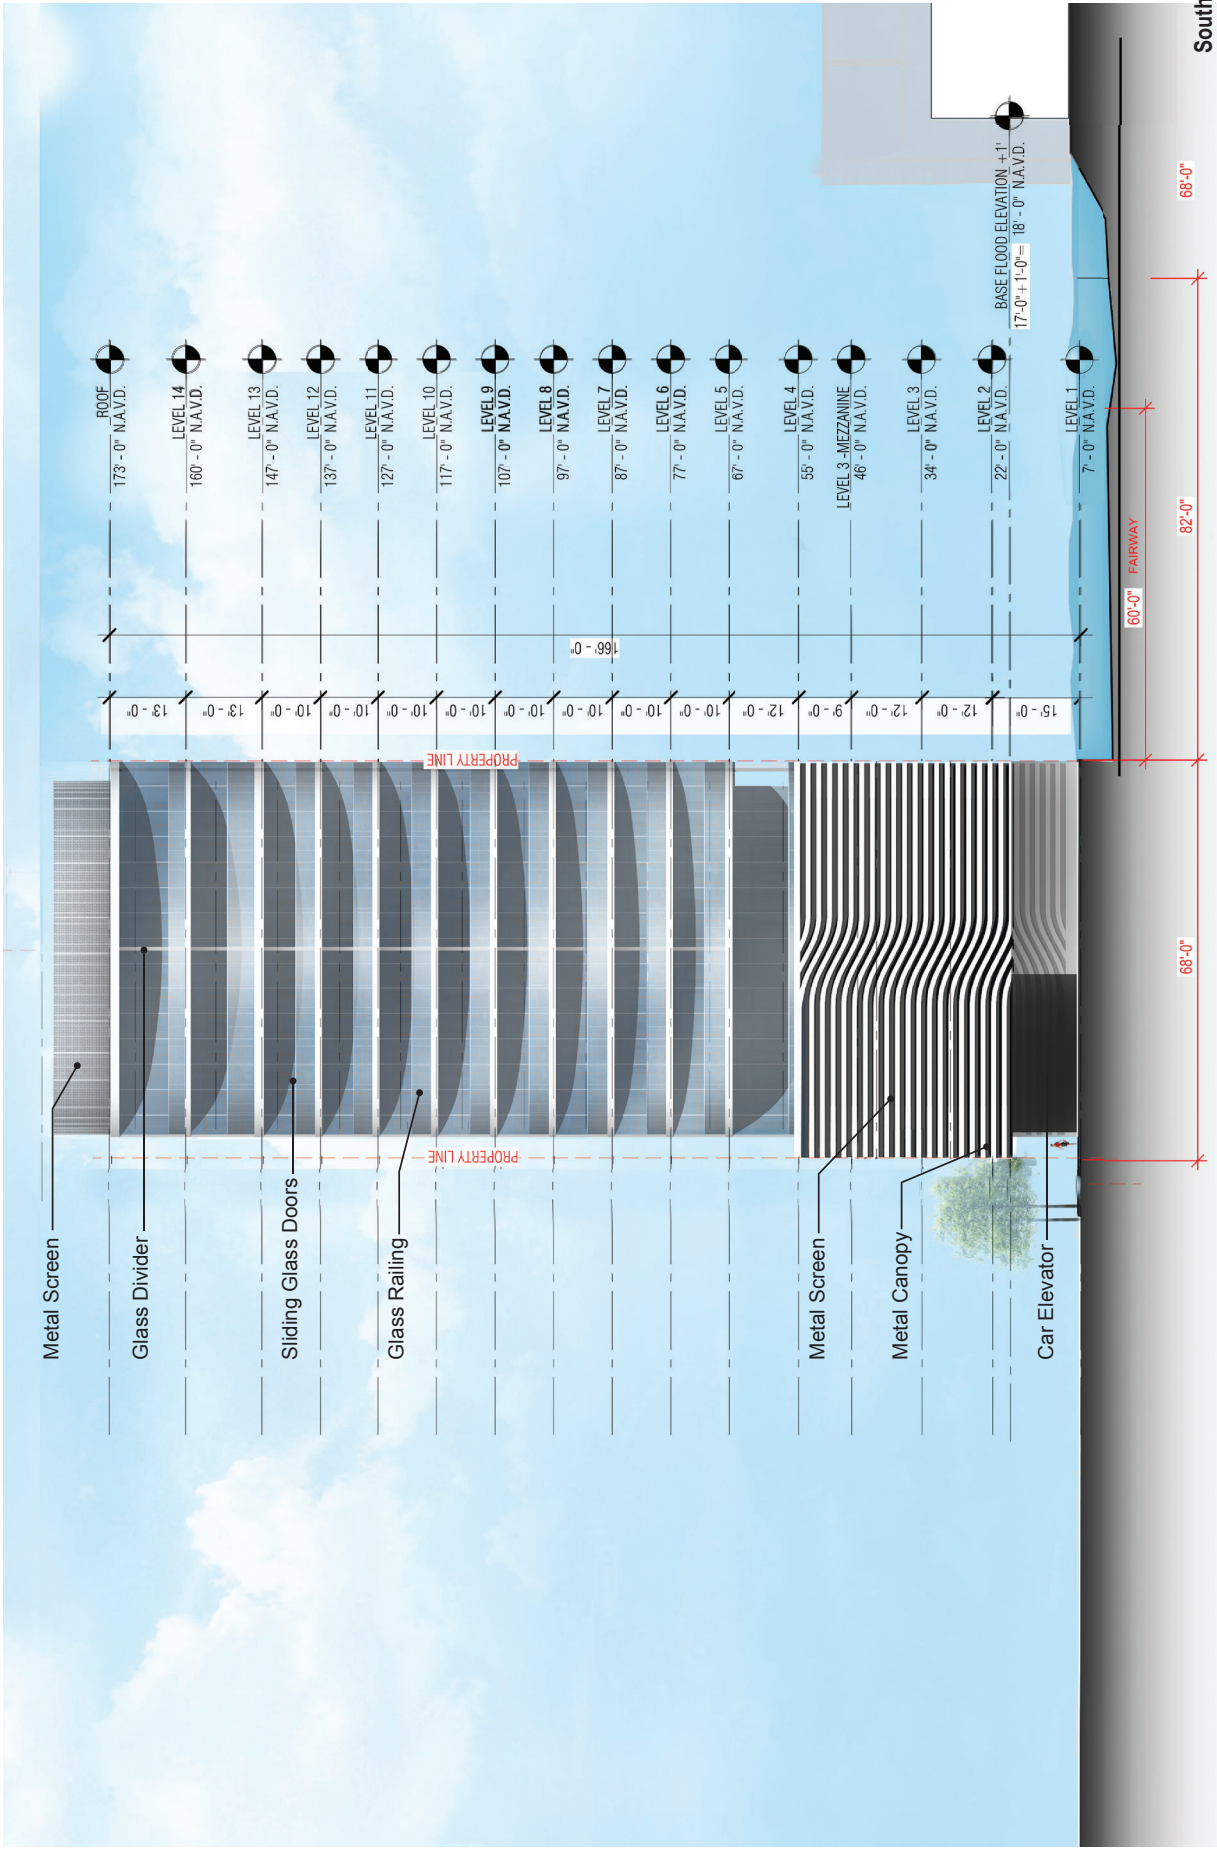 Metal Screen
Glass Divider
Sliding Glass Doors
Glass Railing
Metal Screen
Metal Canopy
Car Elevator
PROPERTY LINE
PROPERTY LINE
13' - 0"
13' - 0"
10' - 0"
10' - 0"
10' - 0"
10' - 0"
10' - 0"
10' - 0"
10' - 0"
10' - 0"
12' - 0"
9' - 0"
12' - 0"
12' - 0"
15' - 0"
166' - 0"
ROOF
173' - 0" N.A.V.D.
LEVEL 14
160' - 0" N.A.V.D.
LEVEL 13
147' - 0" N.A.V.D.
LEVEL 12
137' - 0" N.A.V.D.
LEVEL 11
127' - 0" N.A.V.D.
LEVEL 10
117' - 0" N.A.V.D.
LEVEL 9
107' - 0" N.A.V.D.
LEVEL 8
97' - 0" N.A.V.D.
LEVEL 7
87' - 0" N.A.V.D.
LEVEL 6
77' - 0" N.A.V.D.
LEVEL 5
67' - 0" N.A.V.D.
LEVEL 4
55' - 0" N.A.V.D.
LEVEL 3 -MEZZANINE
46' - 0" N.A.V.D.
LEVEL 3
34' - 0" N.A.V.D.
LEVEL 2
22' - 0" N.A.V.D.
BASE FLOOD ELEVATION +1'
17'-0" + 1'-0" = 18' - 0" N.A.V.D.
LEVEL 1
7' - 0" N.A.V.D.
60'-0" FAIRWAY
68'-0"
82'-0"
68'-0"
South